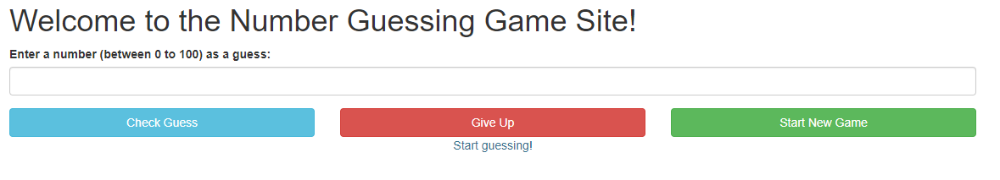 Welcome to the Number Guessing Game Site!
Enter a number (between 0 to 100) as a guess:
Check Guess
Give Up
Start New Game
Start guessing!